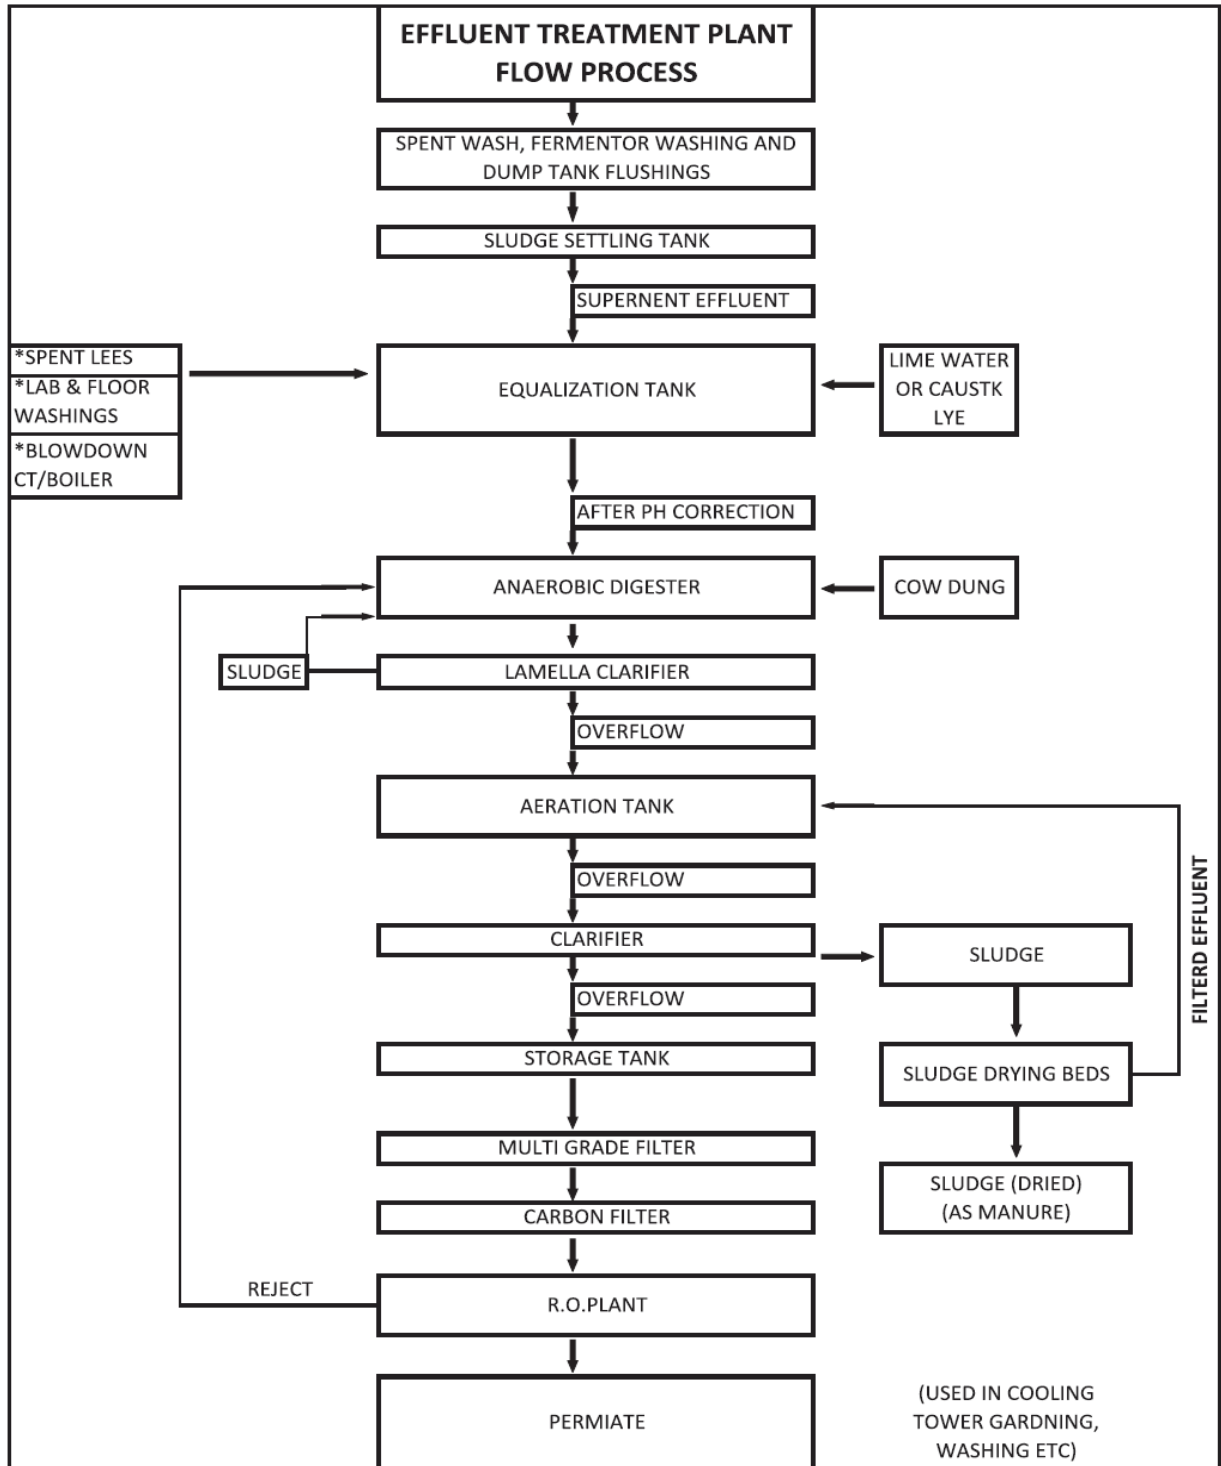 EFFLUENT TREATMENT PLANT
FLOW PROCESS
SPENT WASH, FERMENTOR WASHING AND
DUMP TANK FLUSHINGS
SLUDGE SETTLING TANK
SUPERNENT EFFLUENT
*SPENT LEES
*LAB & FLOOR
WASHINGS
*BLOWDOWN
CT/BOILER
EQUALIZATION TANK
LIME WATER
OR CAUSTK
LYE
AFTER PH CORRECTION
ANAEROBIC DIGESTER
COW DUNG
SLUDGE
LAMELLA CLARIFIER
OVERFLOW
AERATION TANK
OVERFLOW
FILTERD EFFLUENT
CLARIFIER
SLUDGE
OVERFLOW
STORAGE TANK
SLUDGE DRYING BEDS
MULTI GRADE FILTER
SLUDGE (DRIED)
(AS MANURE)
CARBON FILTER
REJECT
R.O.PLANT
PERMIATE
(USED IN COOLING
TOWER GARDNING,
WASHING ETC)